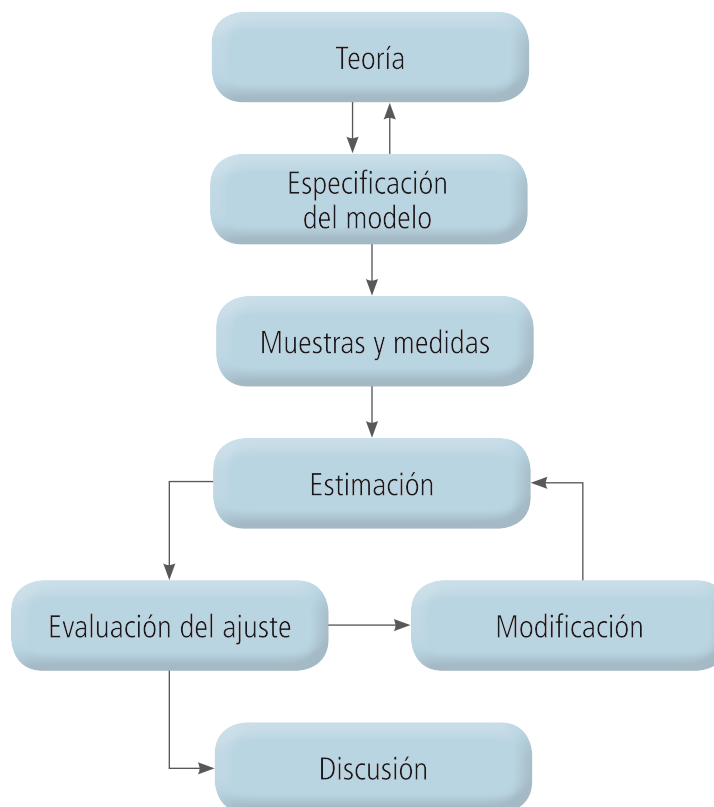 Teoría
Especificación
del modelo
Muestras y medidas
Estimación
Evaluación del ajuste
Modificación
Discusión